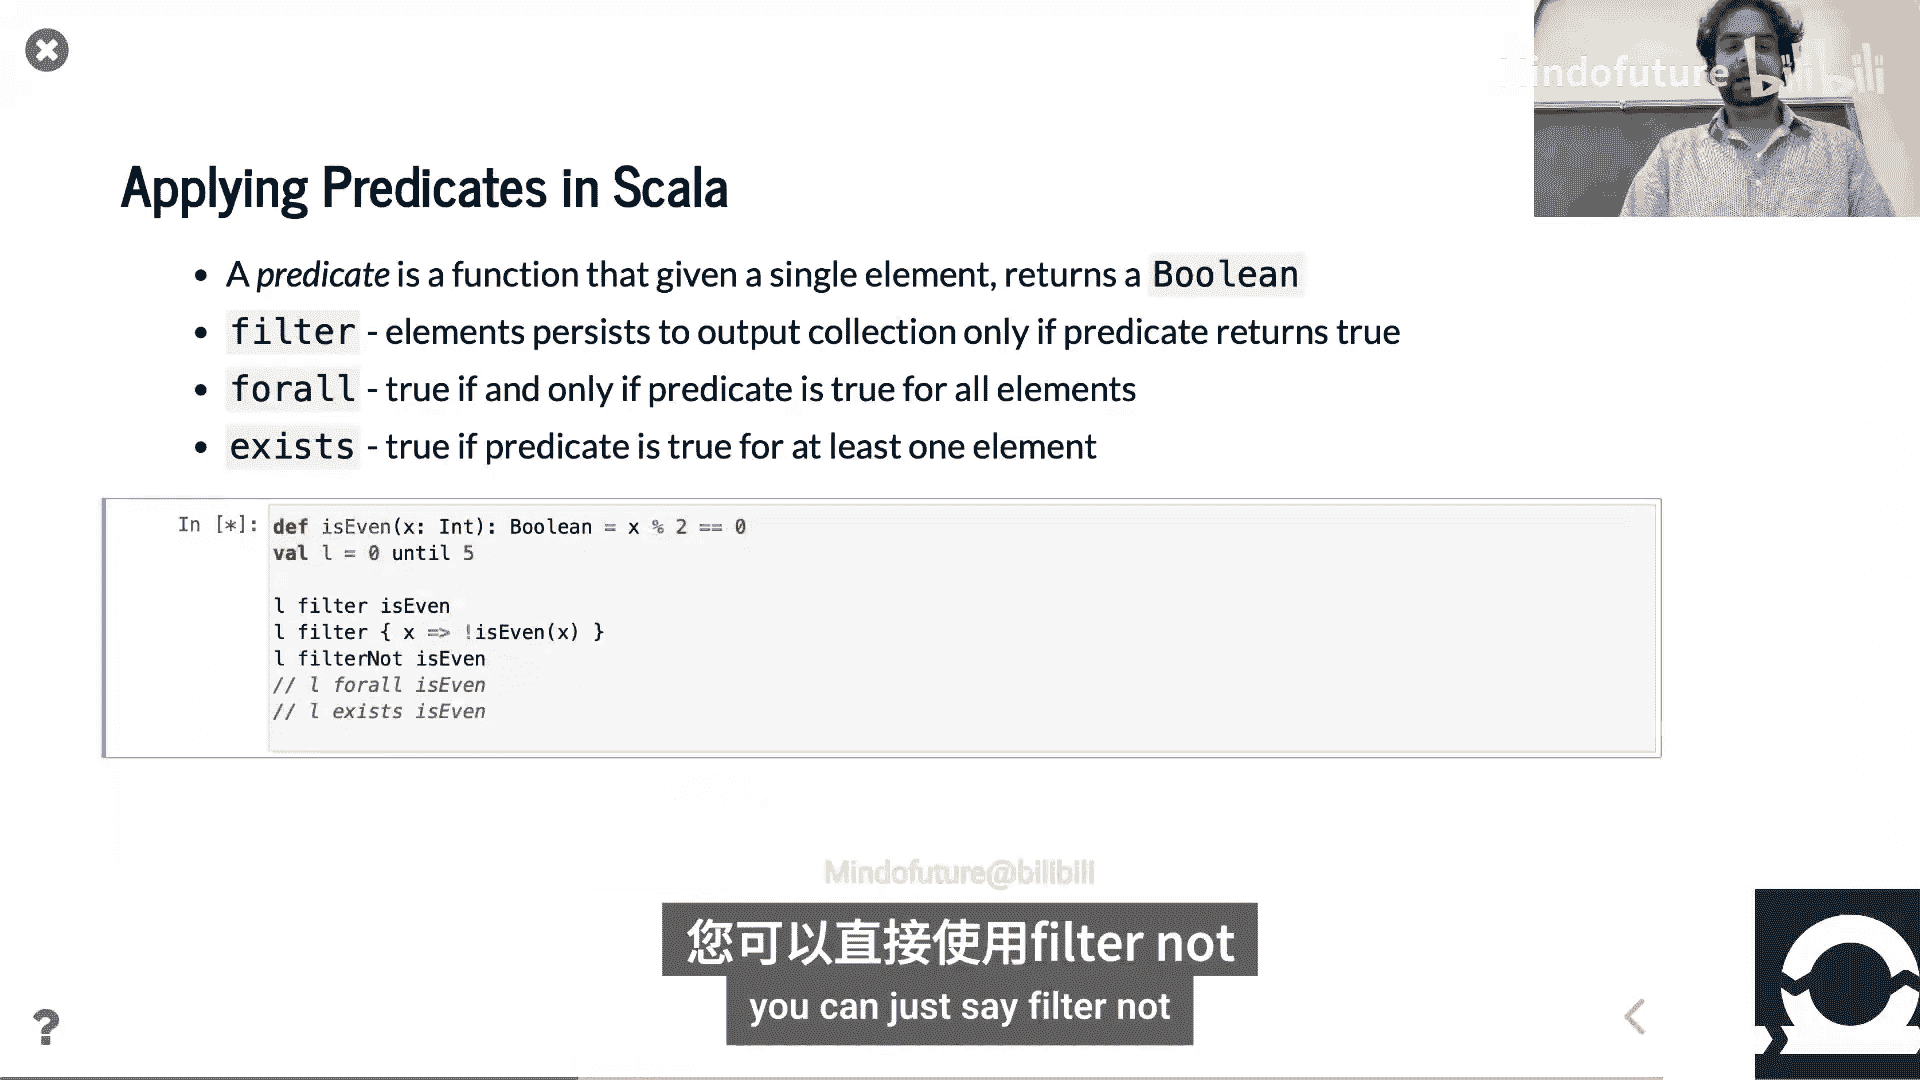 indofuture bilibili
Applying Predicates in Scala
• A predicate is a function that given a single element, returns a Boolean
• filter - elements persists to output collection only if predicate returns true
• forall - true if and only if predicate is true for all elements
• exists - true if predicate is true for at least one element
In [*]: def isEven(x: Int): Boolean = x % 2 == 0
val l = 0 until 5
l filter isEven
l filter { x => !isEven(x) }
l filterNot isEven
// l forall isEven
// l exists isEven
Mindofuture@bilibili
您可以直接使用filter not
you can just say filter not
?